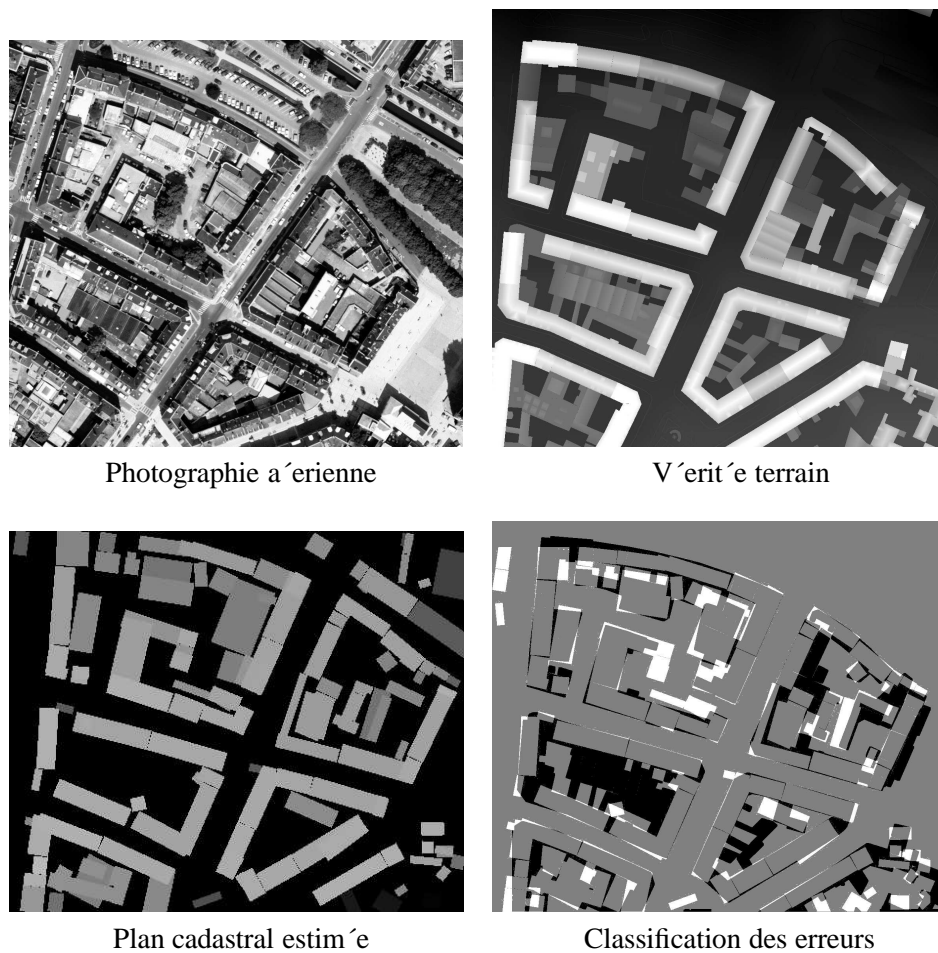 Photographie a´erienne
V´erit´e terrain
Plan cadastral estim´e
Classification des erreurs